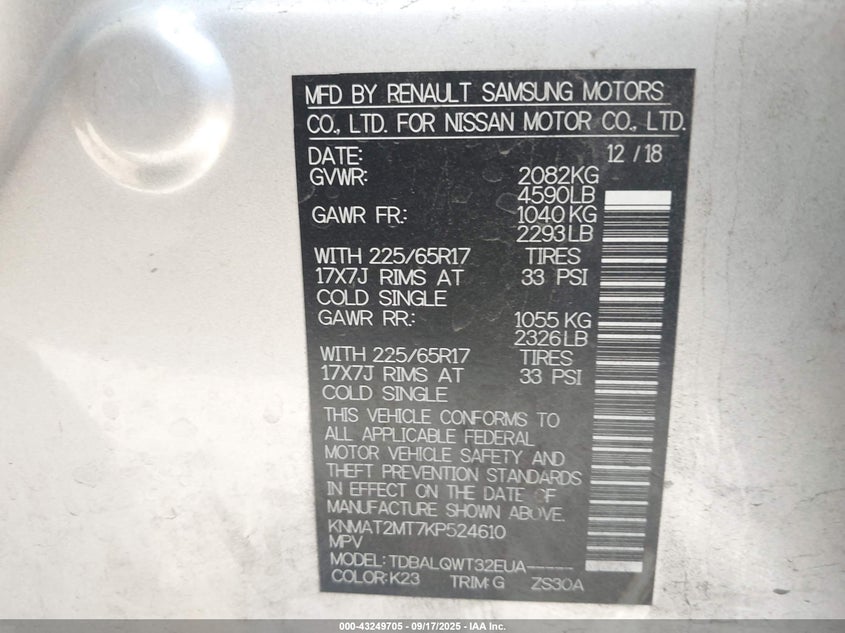 MFD BY RENAULT SAMSUNG MOTORS
CO., LTD. FOR NISSAN MOTOR CO., LTD.
DATE: 12 / 18
GVWR: 2082KG
4590LB
GAWR FR.: 1040 KG
2293LB
WITH 225/65R17 TIRES
17X7J RIMS AT 33 PSI
COLD SINGLE
GAWR RR.: 1055 KG
2326LB
WITH 225/65R17 TIRES
17X7J RIMS AT 33 PSI
COLD SINGLE
THIS VEHICLE CONFORMS TO
ALL APPLICABLE FEDERAL
MOTOR VEHICLE SAFETY AND
THEFT PREVENTION STANDARDS
IN EFFECT ON THE DATE OF
MANUFACTURE SHOWN ABOVE.
KNMAT2MT7KP524610
MPV
MODEL: TDBALQWT32EUA-----
COLOR: K23 TRIM: G ZS30A
000-43249705 - 09/17/2025 - IAA Inc.